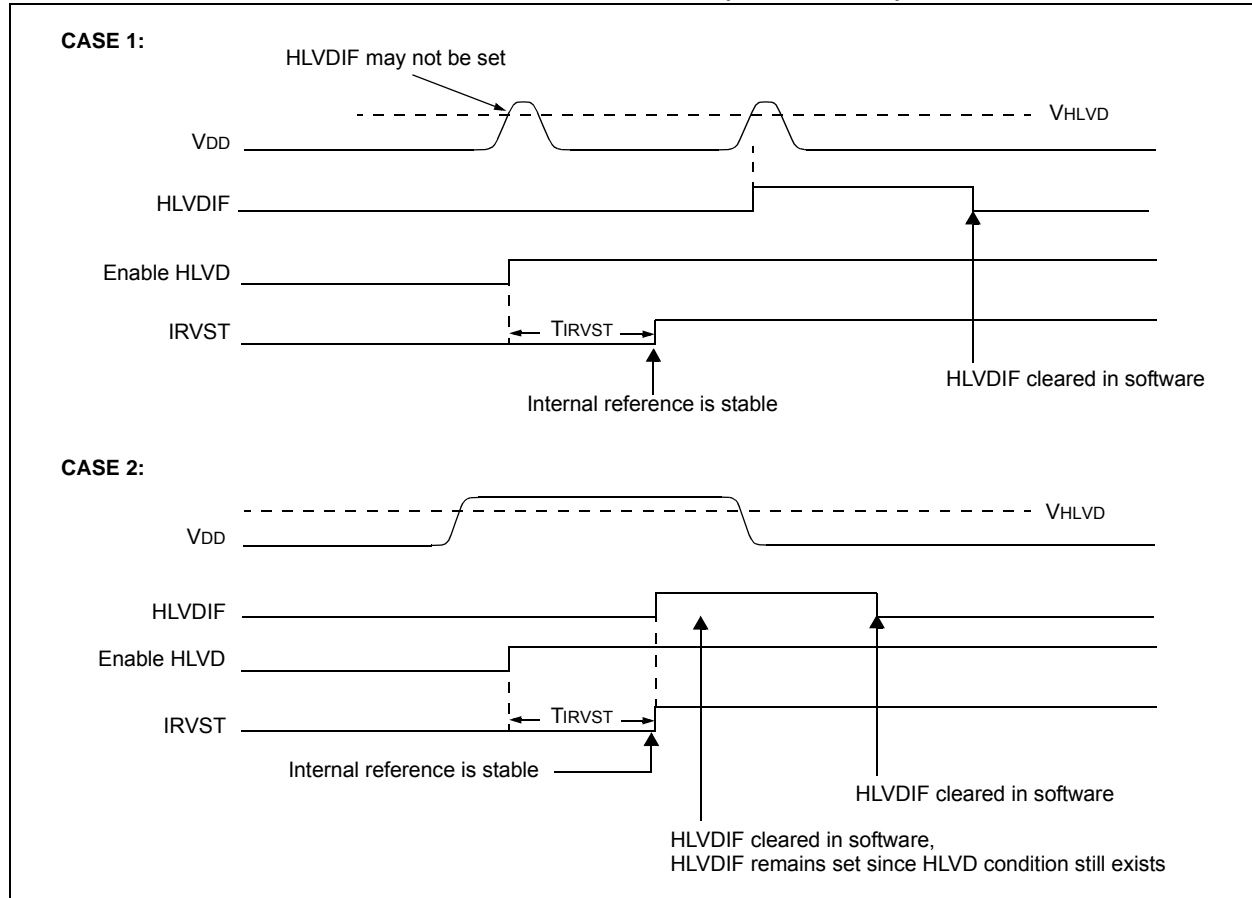 CASE 1:
HLVDIF may not be set
VHLVD
VDD
HLVDIF
Enable HLVD
IRVST
TIRVST
HLVDIF cleared in software
Internal reference is stable
CASE 2:
VHLVD
VDD
HLVDIF
Enable HLVD
IRVST
TIRVST
Internal reference is stable
HLVDIF cleared in software
HLVDIF cleared in software,
HLVDIF remains set since HLVD condition still exists